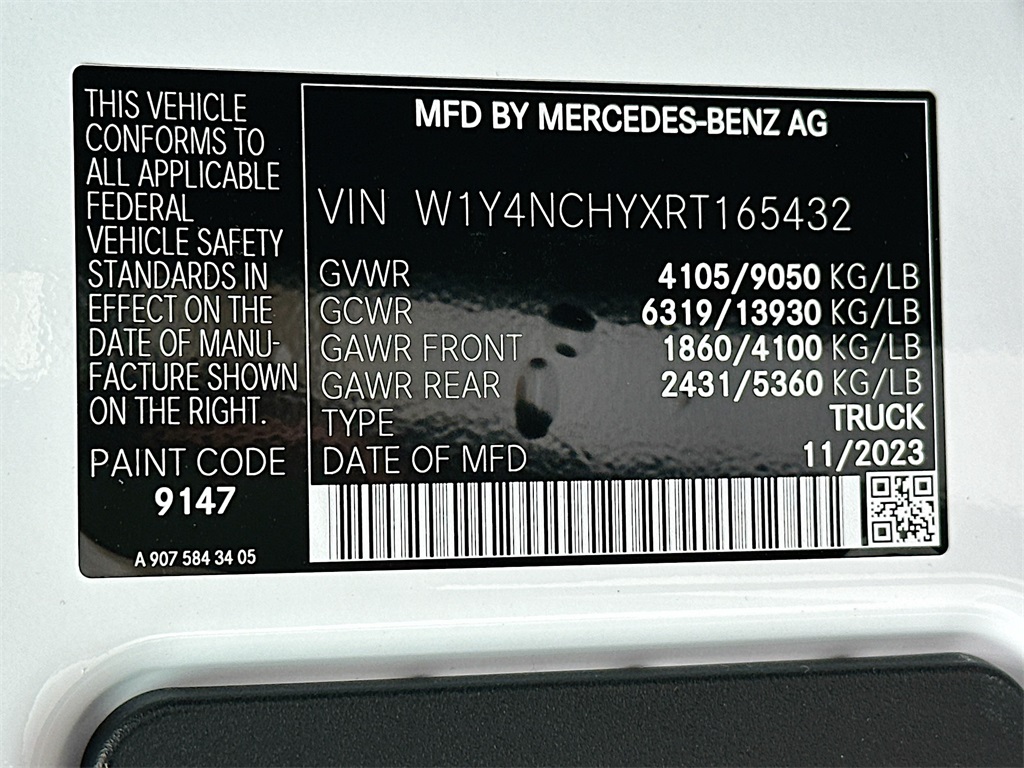 THIS VEHICLE
CONFORMS TO
ALL APPLICABLE
FEDERAL
VEHICLE SAFETY
STANDARDS IN
EFFECT ON THE
DATE OF MANU-
FACTURE SHOWN
ON THE RIGHT.
PAINT CODE
9147
A 907 584 34 05
MFD BY MERCEDES-BENZ AG
VIN W1Y4NCHYXRT165432
GVWR 4105/9050 KG/LB
GCWR 6319/13930 KG/LB
GAWR FRONT 1860/4100 KG/LB
GAWR REAR 2431/5360 KG/LB
TYPE TRUCK
DATE OF MFD 11/2023